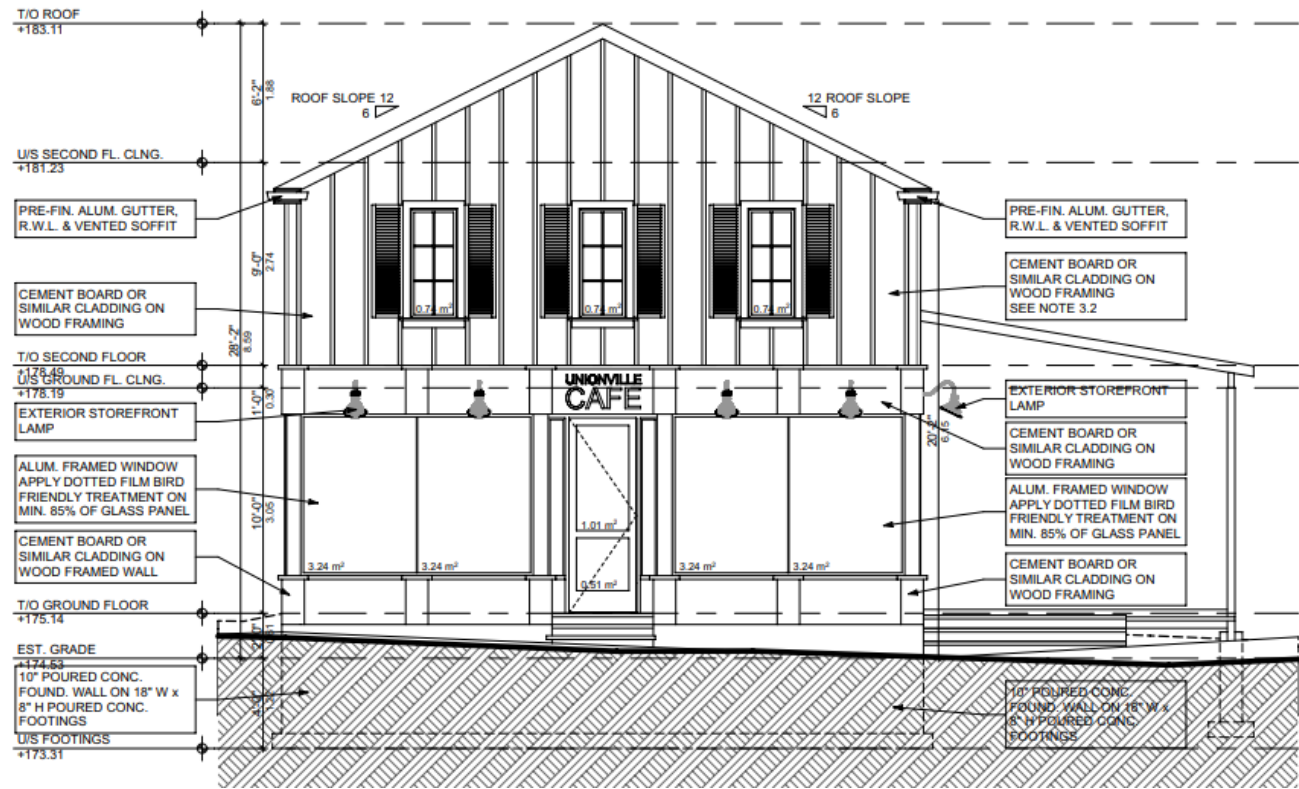 T/O ROOF
+183.11
6'-2"
1.88
ROOF SLOPE 12
6
12 ROOF SLOPE
6
U/S SECOND FL. CLNG.
+181.23
PRE-FIN. ALUM. GUTTER,
R.W.L. & VENTED SOFFIT
PRE-FIN. ALUM. GUTTER,
R.W.L. & VENTED SOFFIT
9'-0"
2.74
CEMENT BOARD OR
SIMILAR CLADDING ON
WOOD FRAMING
CEMENT BOARD OR
SIMILAR CLADDING ON
WOOD FRAMING
SEE NOTE 3.2
0.74 m²
0.74 m²
0.74 m²
28'-2"
8.59
T/O SECOND FLOOR
+178.49
U/S GROUND FL. CLNG.
+178.19
1'-0"
0.30
UNIONVILLE
CAFE
EXTERIOR STOREFRONT
LAMP
EXTERIOR STOREFRONT
LAMP
20'-2"
6.15
CEMENT BOARD OR
SIMILAR CLADDING ON
WOOD FRAMING
ALUM. FRAMED WINDOW
APPLY DOTTED FILM BIRD
FRIENDLY TREATMENT ON
MIN. 85% OF GLASS PANEL
ALUM. FRAMED WINDOW
APPLY DOTTED FILM BIRD
FRIENDLY TREATMENT ON
MIN. 85% OF GLASS PANEL
10'-0"
3.05
1.01 m²
3.24 m²
3.24 m²
3.24 m²
3.24 m²
0.51 m²
CEMENT BOARD OR
SIMILAR CLADDING ON
WOOD FRAMED WALL
CEMENT BOARD OR
SIMILAR CLADDING ON
WOOD FRAMING
T/O GROUND FLOOR
+175.14
EST. GRADE
+174.53
10" POURED CONC.
FOUND. WALL ON 18" W x
8" H POURED CONC.
FOOTINGS
10" POURED CONC.
FOUND. WALL ON 18" W x
8" H POURED CONC.
FOOTINGS
U/S FOOTINGS
+173.31